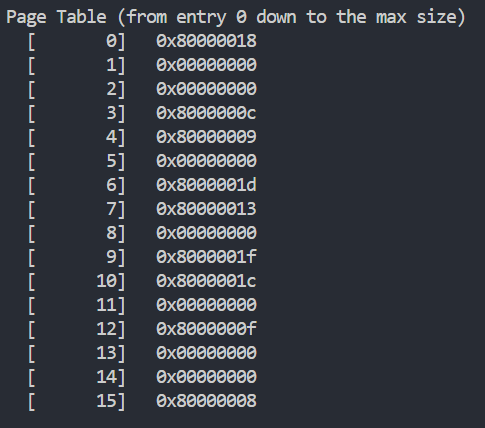 Page Table (from entry 0 down to the max size)
  [       0]   0x80000018
  [       1]   0x00000000
  [       2]   0x00000000
  [       3]   0x8000000c
  [       4]   0x80000009
  [       5]   0x00000000
  [       6]   0x8000001d
  [       7]   0x80000013
  [       8]   0x00000000
  [       9]   0x8000001f
  [      10]   0x8000001c
  [      11]   0x00000000
  [      12]   0x8000000f
  [      13]   0x00000000
  [      14]   0x00000000
  [      15]   0x80000008